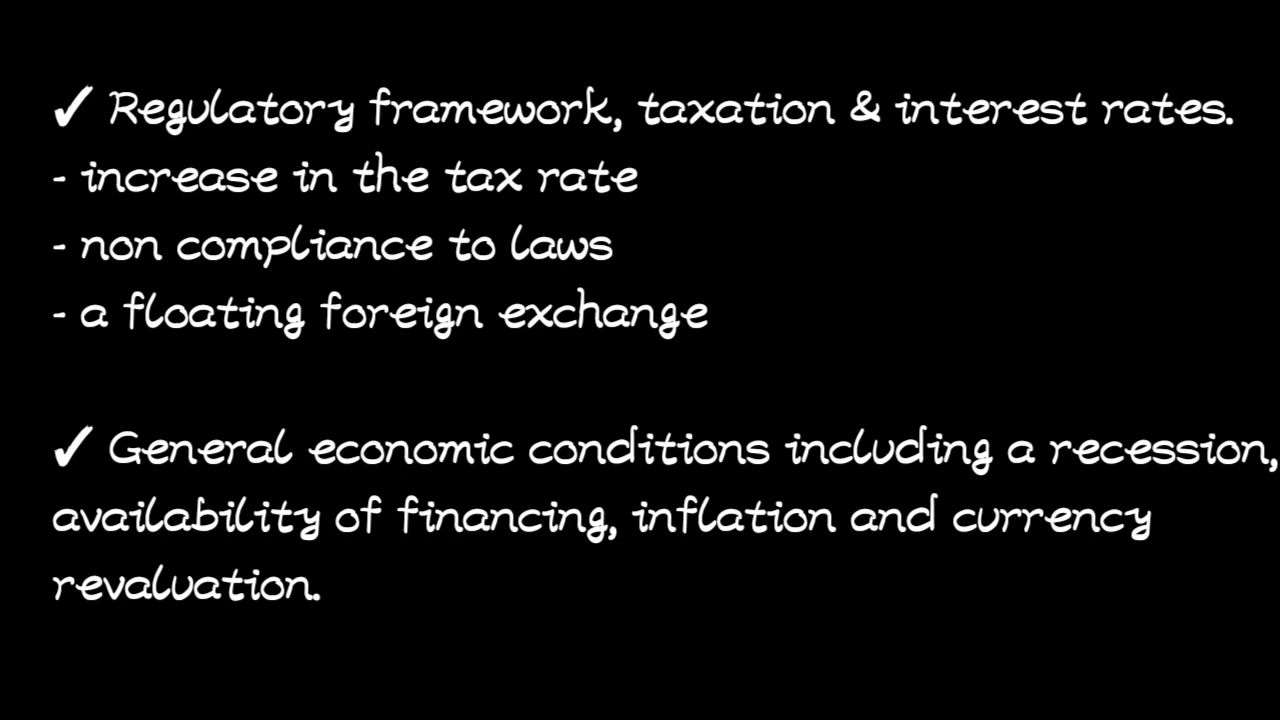 ✓ Regulatory framework, taxation & interest rates.
- increase in the tax rate
- non compliance to laws
- a floating foreign exchange
✓ General economic conditions including a recession,
availability of financing, inflation and currency
revaluation.